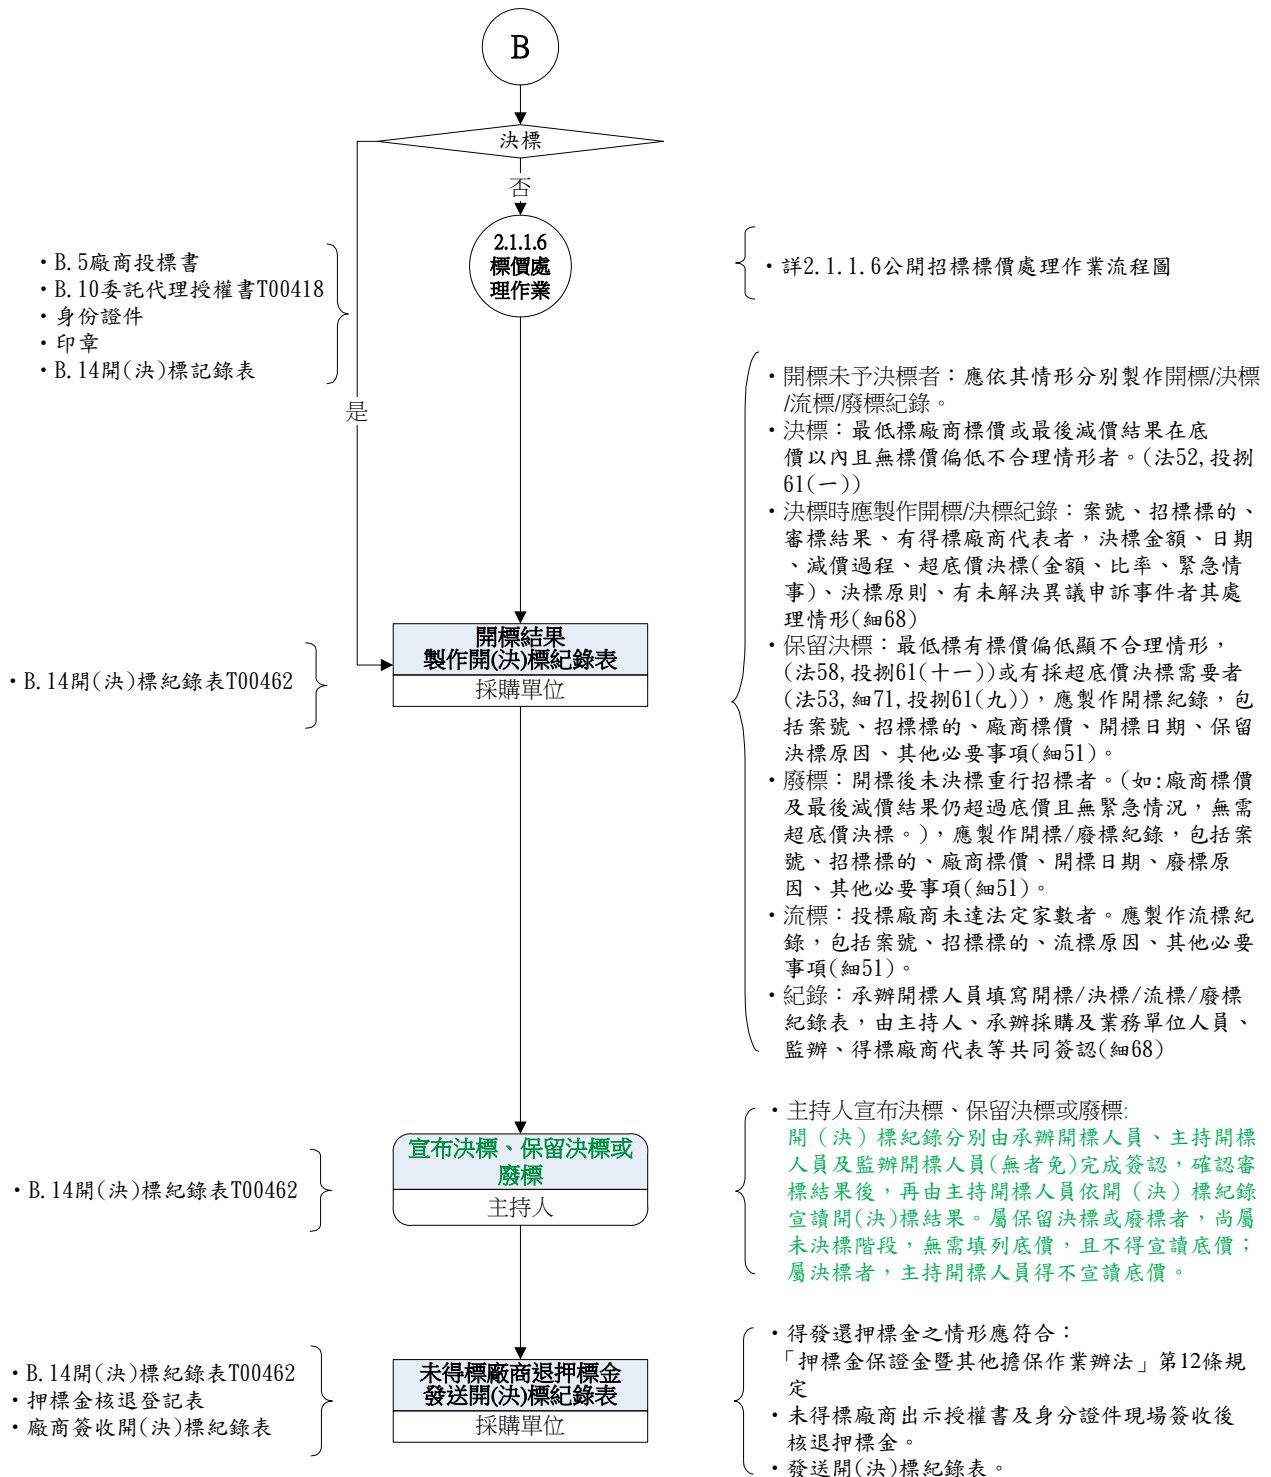 B
決標
否
2.1.1.6
標價處
理作業
・B.5廠商投標書
・B.10委託代理授權書T00418
・身份證件
・印章
・B.14開(決)標記錄表
・詳2.1.1.6公開招標標價處理作業流程圖
是
・開標未予決標者：應依其情形分別製作開標/決標
/流標/廢標紀錄。
・決標：最低標廠商標價或最後減價結果在底
價以內且無標價偏低不合理情形者。(法52,投捌
61(一))
・決標時應製作開標/決標紀錄：案號、招標標的、
審標結果、有得標廠商代表者，決標金額、日期
、減價過程、超底價決標(金額、比率、緊急情
事)、決標原則、有未解決異議申訴事件者其處
理情形(細68)
・保留決標：最低標有標價偏低顯不合理情形，
(法58,投捌61(十一))或有採超底價決標需要者
(法53,細71,投捌61(九))，應製作開標紀錄，包
括案號、招標標的、廠商標價、開標日期、保留
決標原因、其他必要事項(細51)。
・廢標：開標後未決標重行招標者。(如:廠商標價
及最後減價結果仍超過底價且無緊急情況，無需
超底價決標。)，應製作開標/廢標紀錄，包括案
號、招標標的、廠商標價、開標日期、廢標原
因、其他必要事項(細51)。
・流標：投標廠商未達法定家數者。應製作流標紀
錄，包括案號、招標標的、流標原因、其他必要
事項(細51)。
・紀錄：承辦開標人員填寫開標/決標/流標/廢標
紀錄表，由主持人、承辦採購及業務單位人員、
監辦、得標廠商代表等共同簽認(細68)
開標結果
製作開(決)標紀錄表
採購單位
・B.14開(決)標紀錄表T00462
宣布決標、保留決標或
廢標
主持人
・B.14開(決)標紀錄表T00462
・主持人宣布決標、保留決標或廢標:
開（決）標紀錄分別由承辦開標人員、主持開標
人員及監辦開標人員(無者免)完成簽認，確認審
標結果後，再由主持開標人員依開（決）標紀錄
宣讀開(決)標結果。屬保留決標或廢標者，尚屬
未決標階段，無需填列底價，且不得宣讀底價；
屬決標者，主持開標人員得不宣讀底價。
未得標廠商退押標金
發送開(決)標紀錄表
採購單位
・B.14開(決)標紀錄表T00462
・押標金核退登記表
・廠商簽收開(決)標紀錄表
・得發還押標金之情形應符合：
「押標金保證金暨其他擔保作業辦法」第12條規
定
・未得標廠商出示授權書及身分證件現場簽收後
核退押標金。
・發送開(決)標紀錄表。